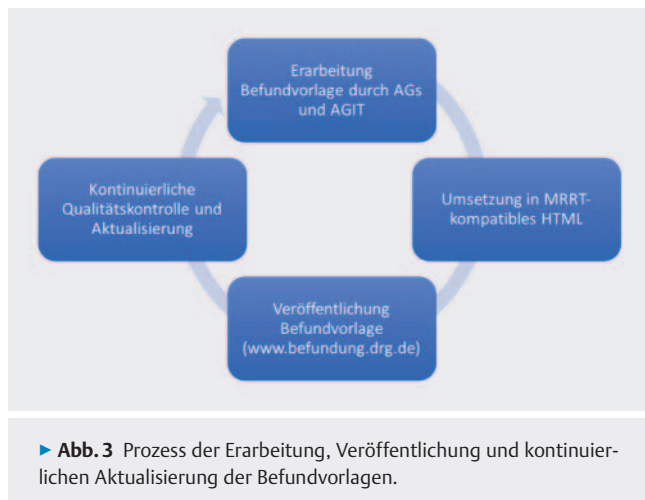 Erarbeitung
Befundvorlage durch AGs
und AGIT
Umsetzung in MRRT-
kompatibles HTML
Veröffentlichung
Befundvorlage
(www.befundung.drg.de)
Kontinuierliche
Qualitätskontrolle und
Aktualisierung
▶ Abb. 3 Prozess der Erarbeitung, Veröffentlichung und kontinuier-
lichen Aktualisierung der Befundvorlagen.